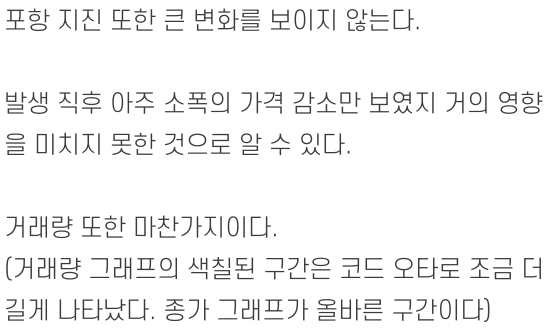 포항 지진 또한 큰 변화를 보이지 않는다.
발생 직후 아주 소폭의 가격 감소만 보였지 거의 영향
을 미치지 못한 것으로 알 수 있다.
거래량 또한 마찬가지이다.
(거래량 그래프의 색칠된 구간은 코드 오타로 조금 더
길게 나타났다. 종가 그래프가 올바른 구간이다)